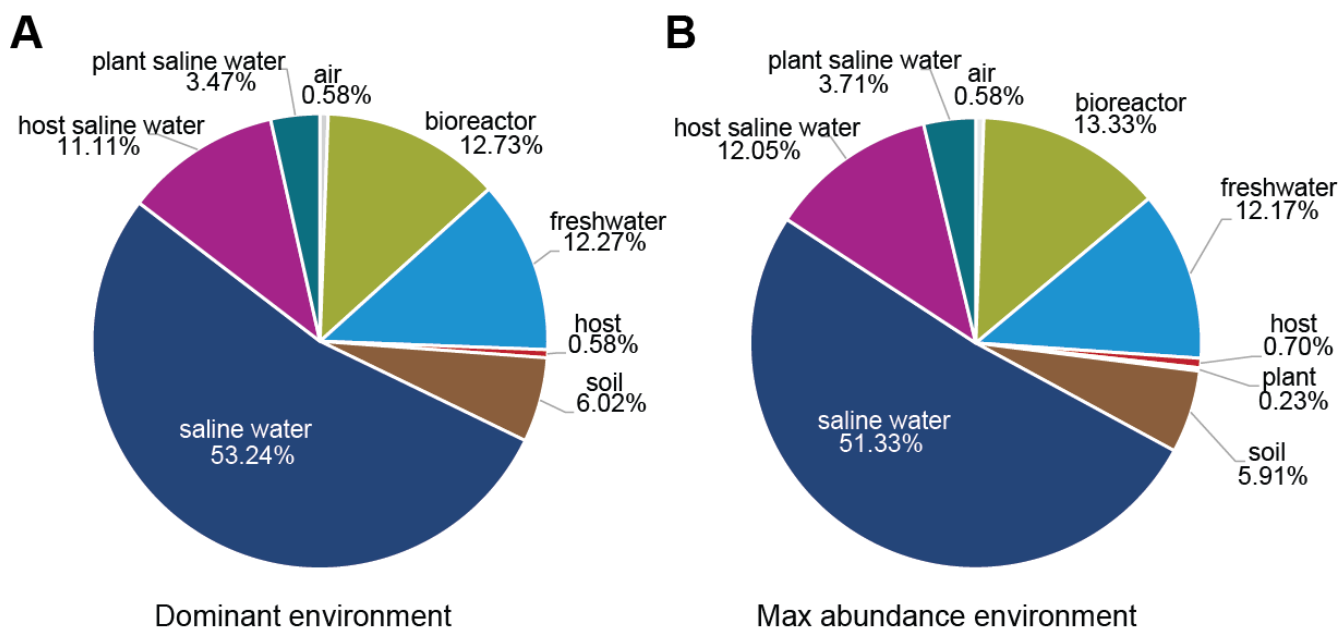 A
plant saline water
3.47%
air
0.58%
bioreactor
12.73%
host saline water
11.11%
freshwater
12.27%
host
0.58%
soil
6.02%
saline water
53.24%
Dominant environment
B
plant saline water
3.71%
air
0.58%
bioreactor
13.33%
host saline water
12.05%
freshwater
12.17%
host
0.70%
plant
0.23%
soil
5.91%
saline water
51.33%
Max abundance environment